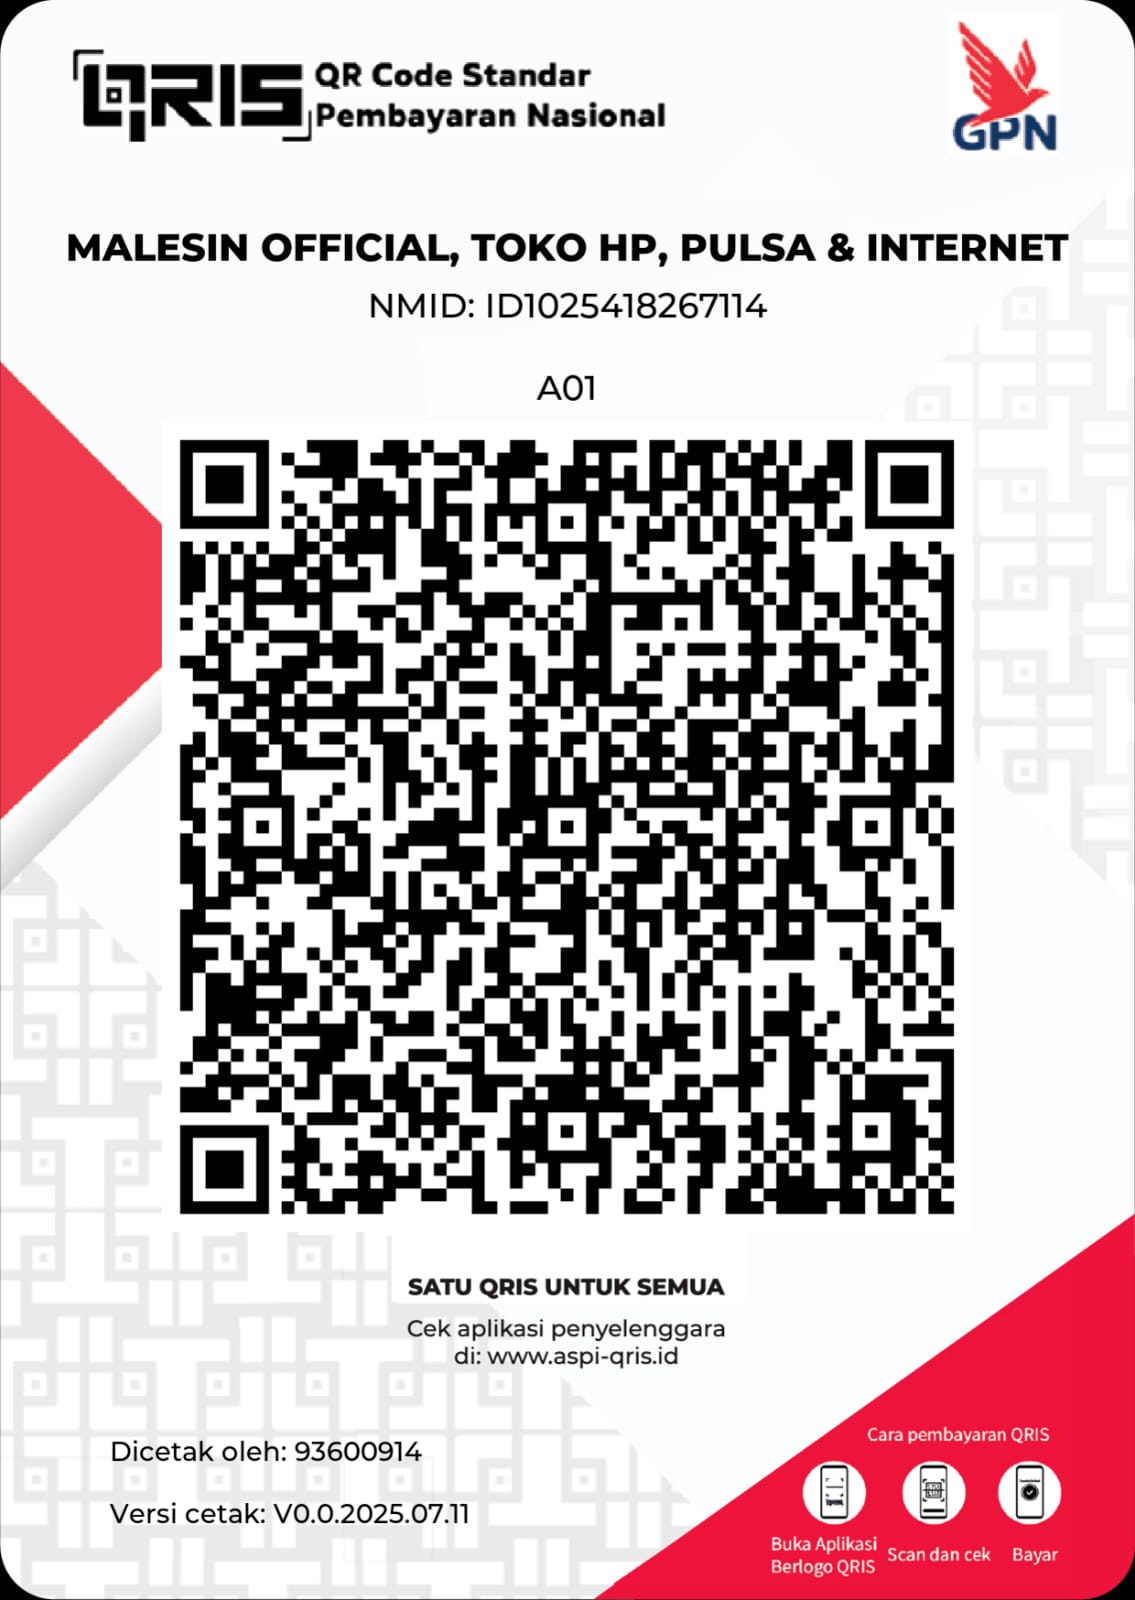 QRIS QR Code Standar
Pembayaran Nasional
GPN
MALESIN OFFICIAL, TOKO HP, PULSA & INTERNET
NMID: ID1025418267114
A01
SATU QRIS UNTUK SEMUA
Cek aplikasi penyelenggara
di: www.aspi-qris.id
Dicetak oleh: 93600914
Versi cetak: V0.0.2025.07.11
Cara pembayaran QRIS
Buka Aplikasi
Berlogo QRIS
Scan dan cek
Bayar